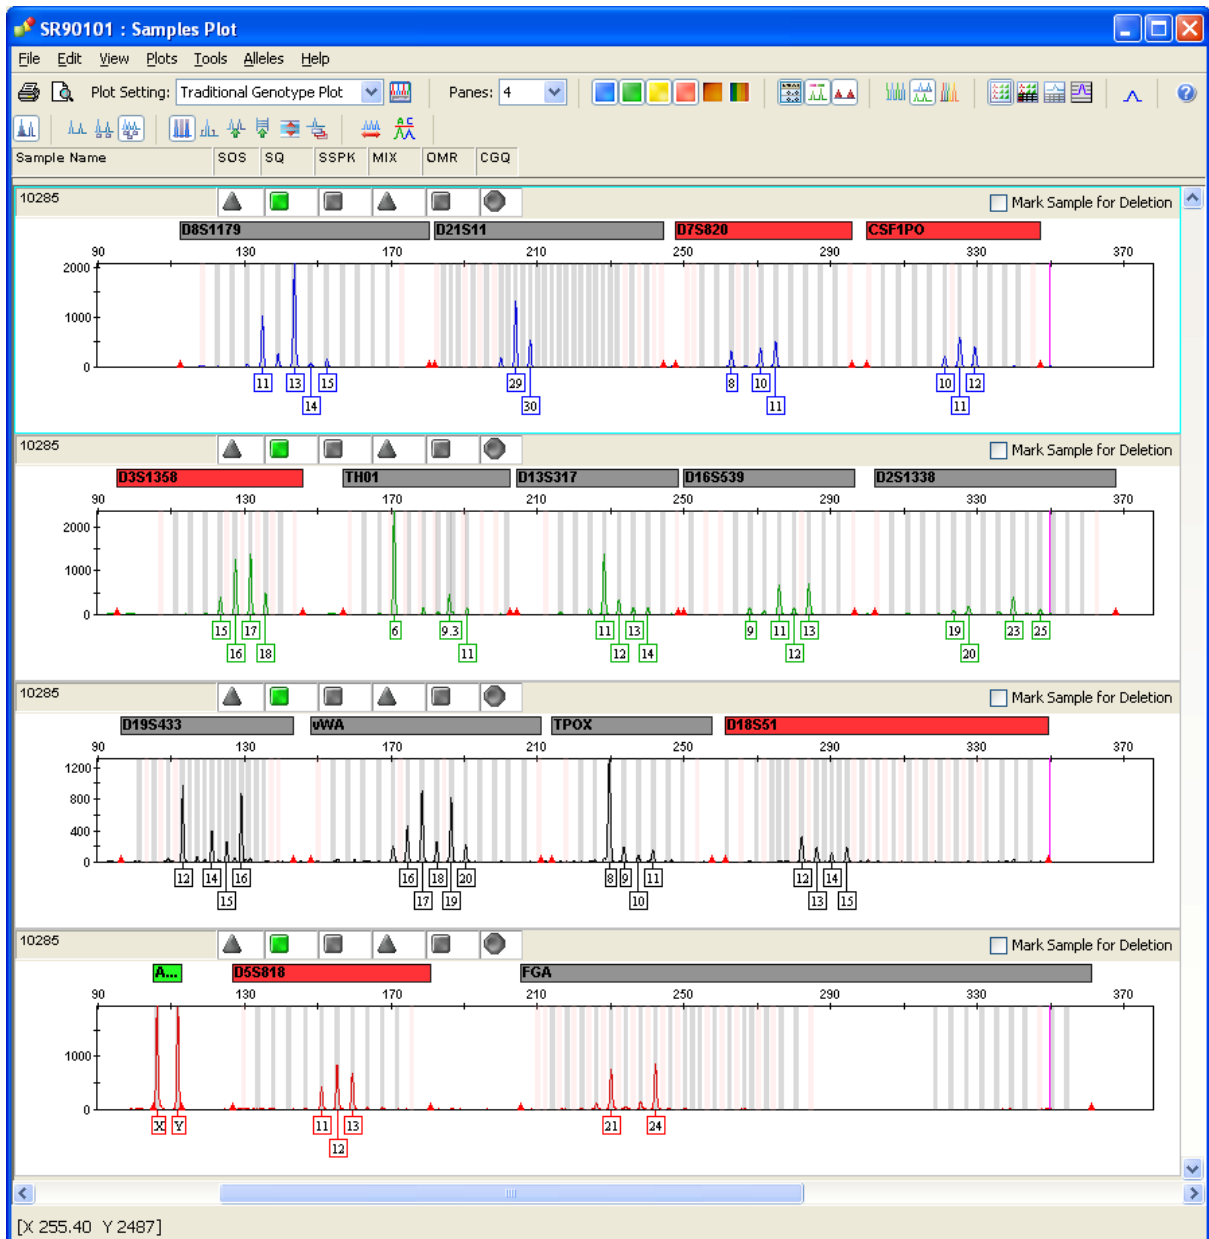 SR90101 : Samples Plot
File Edit View Plots Tools Alleles Help
Plot Setting: Traditional Genotype Plot Panes: 4
Sample Name SOS SQ SSPK MIX OMR CGQ
10285 Mark Sample for Deletion
D8S1179 D21S11 D7S820 CSF1PO
90 130 170 210 250 290 330 370
2000
1000
0
11 13 15 29 8 10 10 12
14 30 11 11
10285 Mark Sample for Deletion
D3S1358 TH01 D13S317 D16S539 D2S1338
90 130 170 210 250 290 330 370
2000
1000
0
15 17 6 9.3 11 13 9 11 13 19 23 25
16 18 11 12 14 12 20
10285 Mark Sample for Deletion
D19S433 vWA TPOX D18S51
90 130 170 210 250 290 330 370
1200
800
400
0
12 14 16 16 18 20 8 9 11 12 14
15 17 19 10 13 15
10285 Mark Sample for Deletion
A... D5S818 FGA
90 130 170 210 250 290 330 370
1000
0
X Y 11 13 21 24
12
[X 255.40 Y 2487]